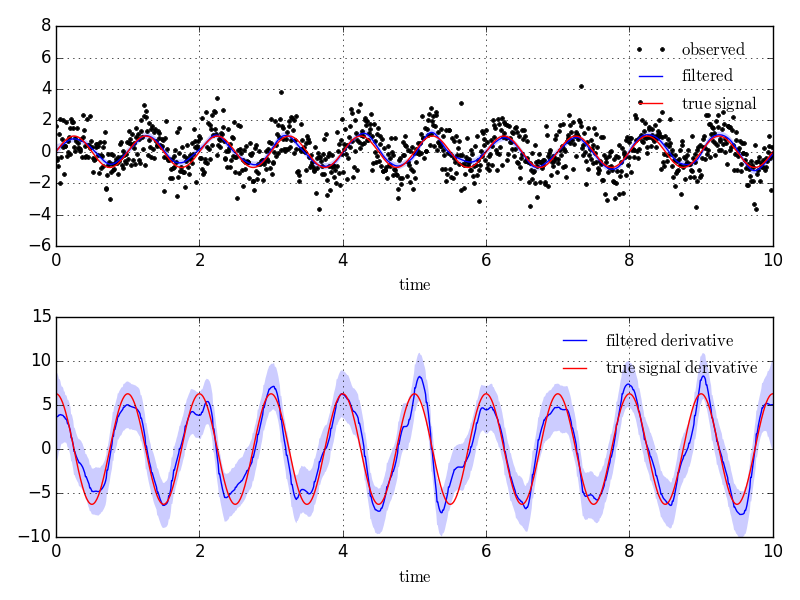 8
6
4
2
0
−2
−4
−6
observed
filtered
true signal
0 2 4 6 8 10
time
15
10
5
0
−5
−10
filtered derivative
true signal derivative
0 2 4 6 8 10
time